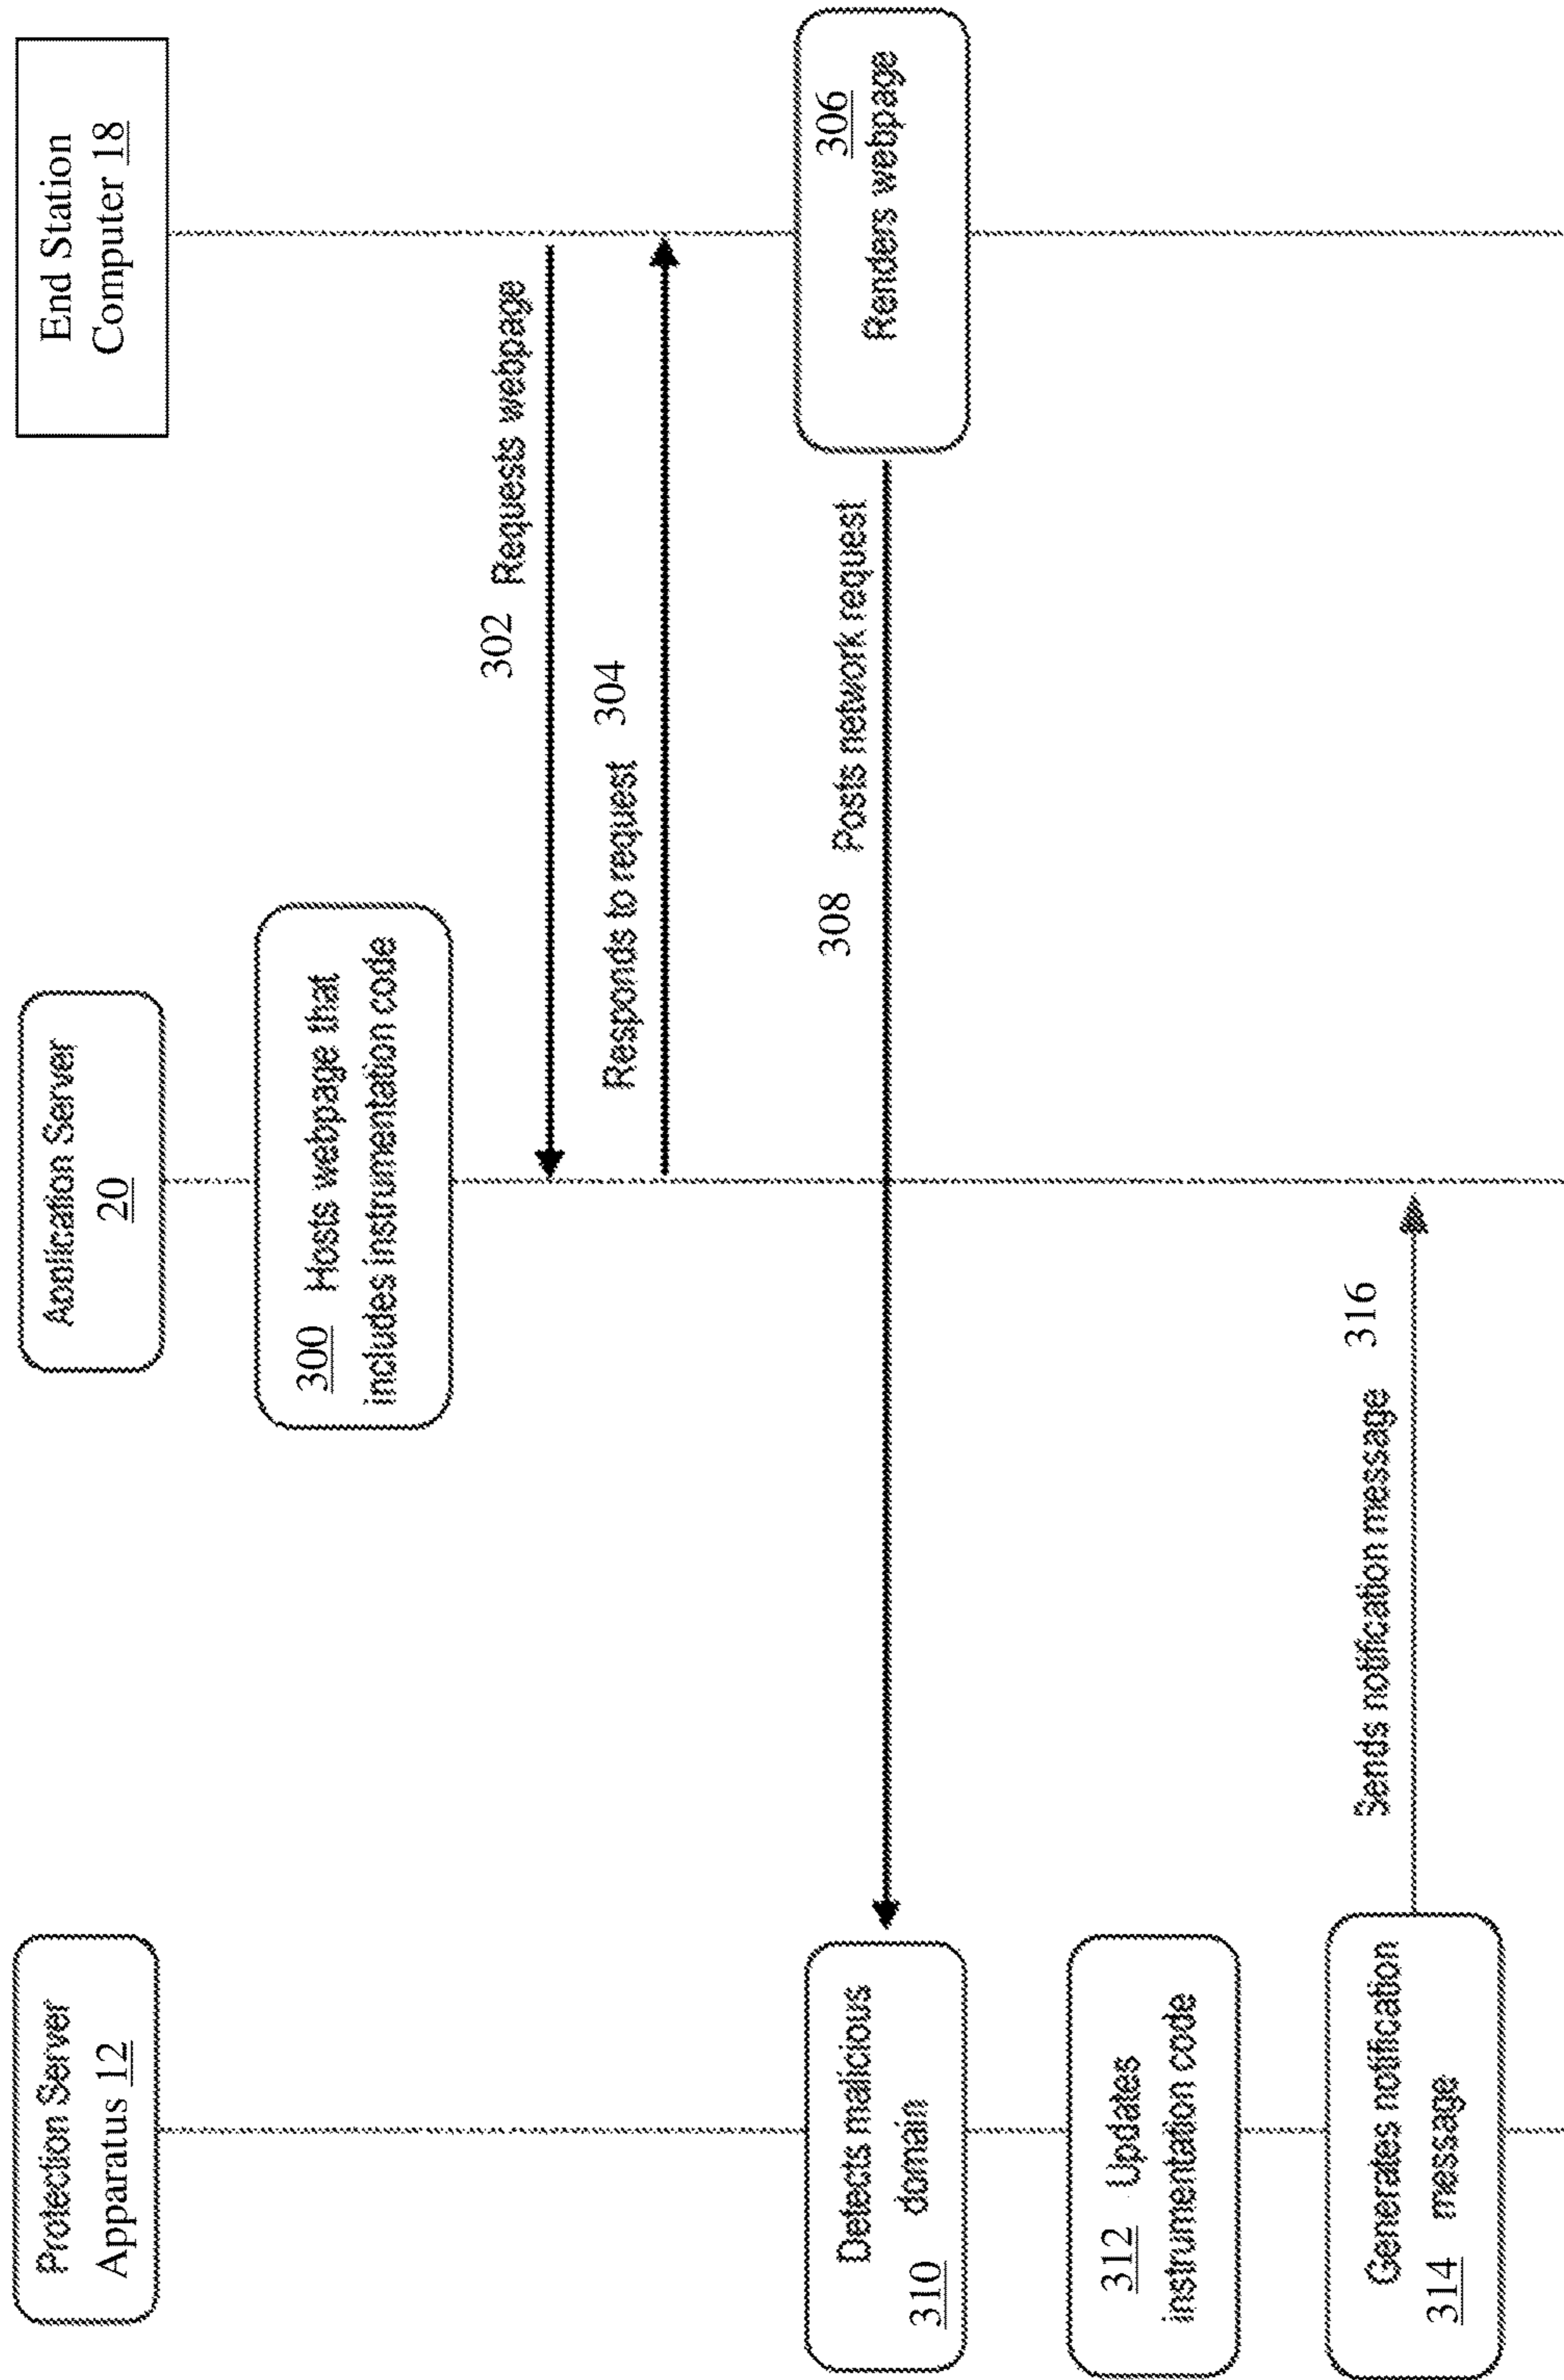 Protection Server
Apparatus 12
Application Server
20
End Station
Computer 18
300 Hosts webpage that
includes instrumentation code
302 Requests webpage
Responds to request 304
306
Renders webpage
308 Posts network request
Detects malicious
310 domain
312 Updates
instrumentation code
Generates notification
314 message
Sends notification message 316